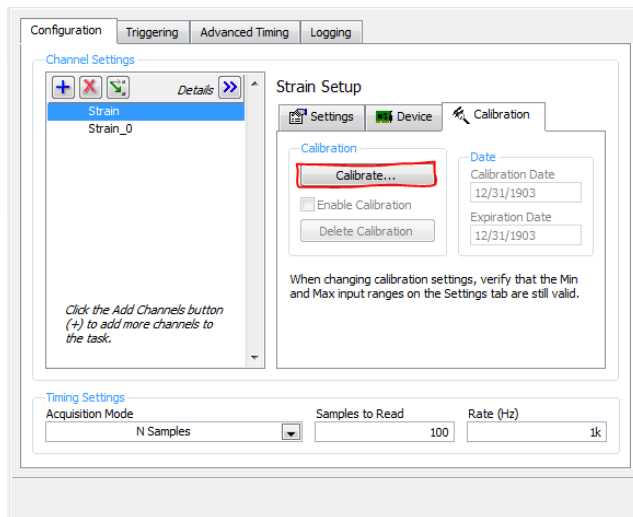 Configuration Triggering Advanced Timing Logging
Channel Settings
Details
Strain
Strain_0
Click the Add Channels button
(+) to add more channels to
the task.
Strain Setup
Settings Device Calibration
Calibration
Calibrate...
Enable Calibration
Delete Calibration
Date
Calibration Date
12/31/1903
Expiration Date
12/31/1903
When changing calibration settings, verify that the Min
and Max input ranges on the Settings tab are still valid.
Timing Settings
Acquisition Mode Samples to Read Rate (Hz)
N Samples 100 1k